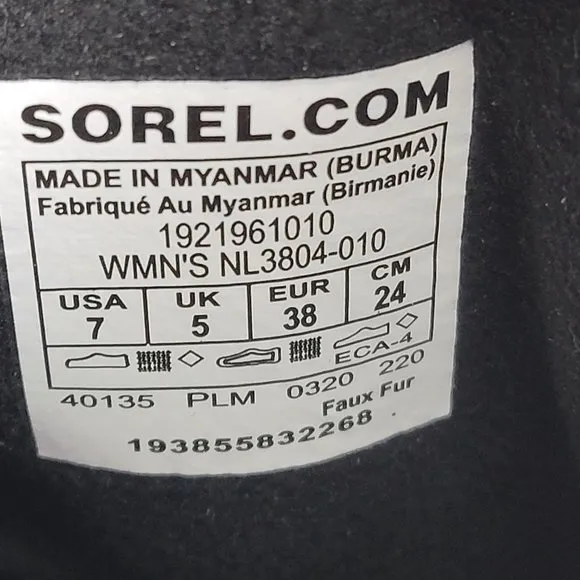 SOREL.COM
MADE IN MYANMAR (BURMA)
Fabriqué Au Myanmar (Birmanie)
1921961010
WMN'S NL3804-010
USA UK EUR CM
7 5 38 24
ECA-4
40135 PLM 0320 220
Faux Fur
193855832268